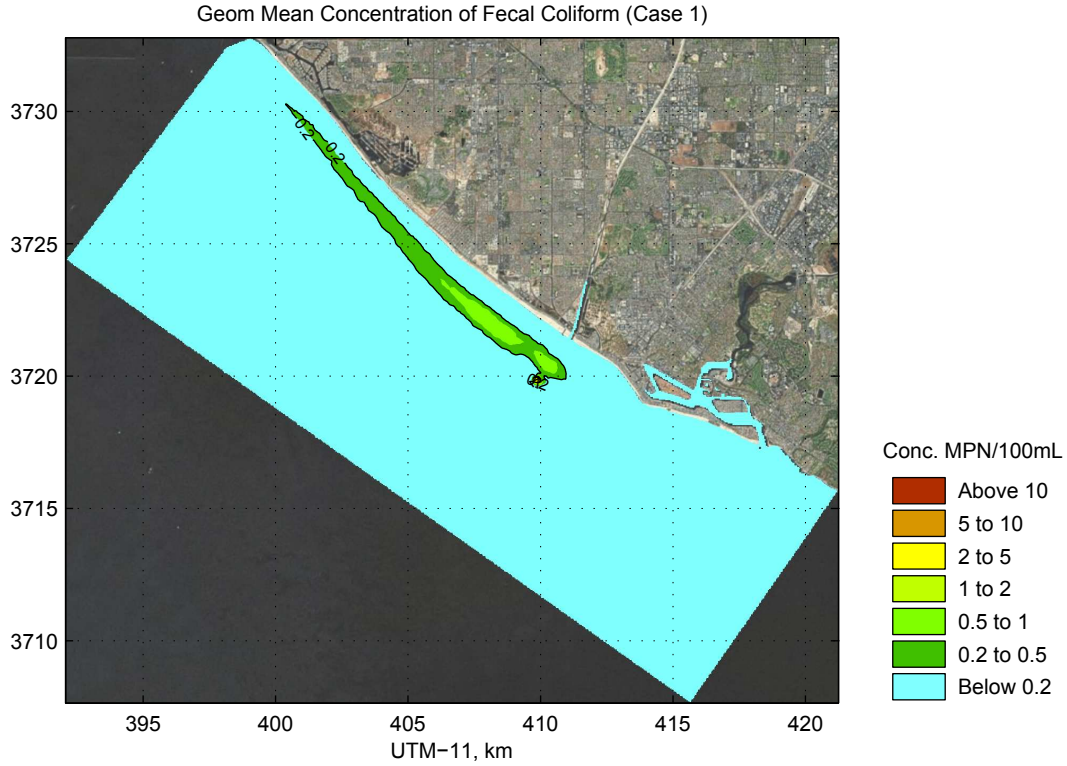 Geom Mean Concentration of Fecal Coliform (Case 1)
3730
3725
3720
3715
3710
0.2
0.2
395
400
405
410
415
420
UTM−11, km
Conc. MPN/100mL
Above 10
5 to 10
2 to 5
1 to 2
0.5 to 1
0.2 to 0.5
Below 0.2